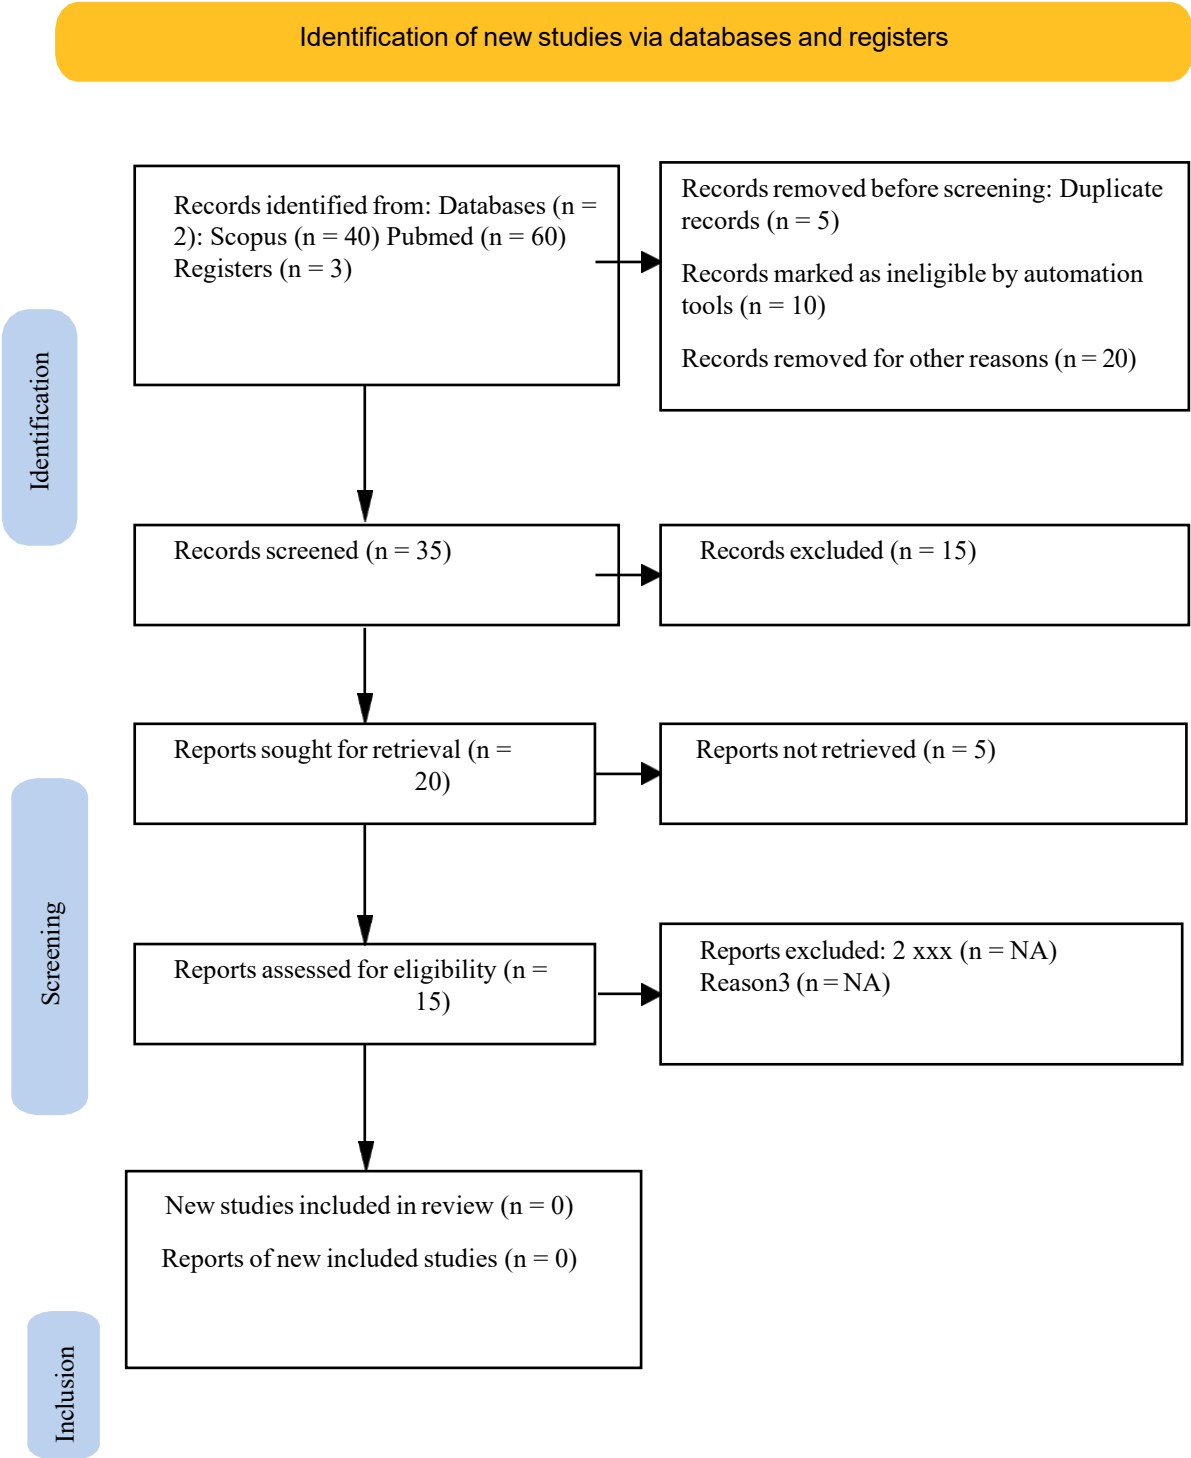 Identification of new studies via databases and registers
Records identified from: Databases (n =
2): Scopus (n = 40) Pubmed (n = 60)
Registers (n = 3)
Records removed before screening: Duplicate
records (n = 5)
Records marked as ineligible by automation
tools (n = 10)
Records removed for other reasons (n = 20)
Identification
Records screened (n = 35)
Records excluded (n = 15)
Reports sought for retrieval (n =
20)
Reports not retrieved (n = 5)
Screening
Reports assessed for eligibility (n =
15)
Reports excluded: 2 xxx (n = NA)
Reason3 (n = NA)
New studies included in review (n = 0)
Reports of new included studies (n = 0)
Inclusion